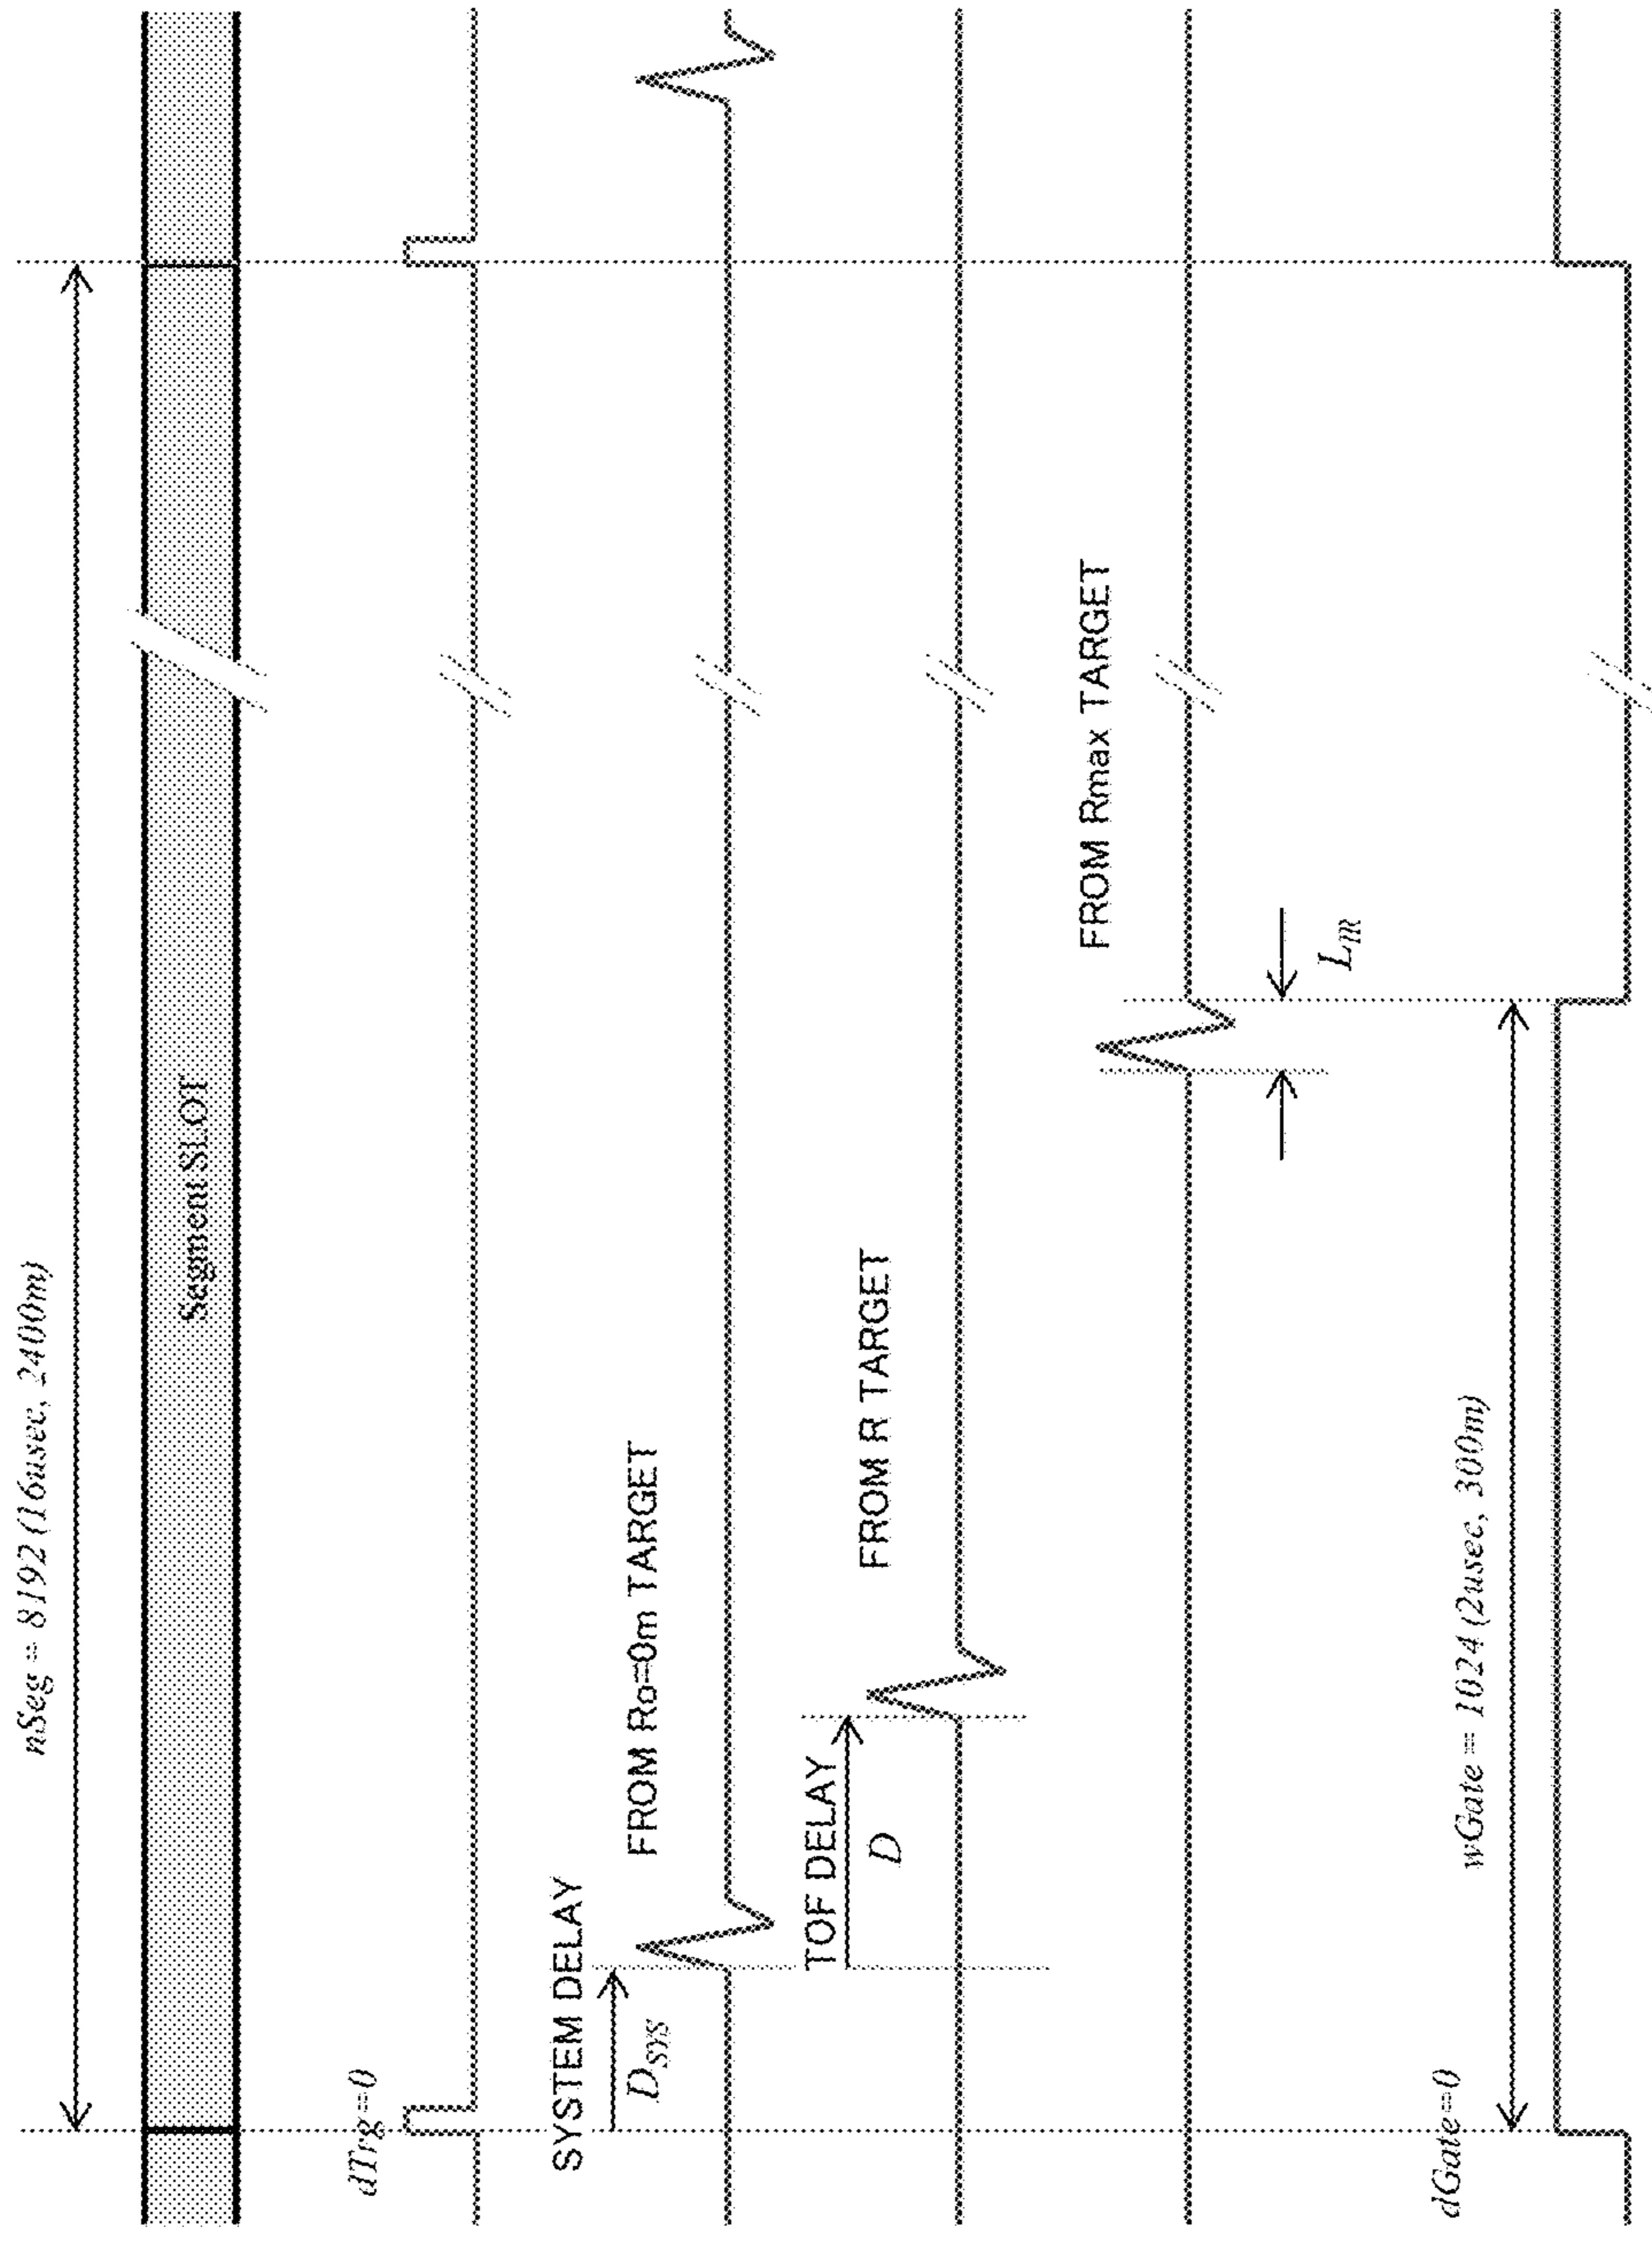 nSeg = 8192 (16usec, 2400m)
Segment SLOT
dTrg=0
SYSTEM DELAY
DSYS
FROM Ro=0m TARGET
TOF DELAY
D
FROM R TARGET
FROM Rmax TARGET
Lm
wGate = 1024 (2usec, 300m)
dGate=0